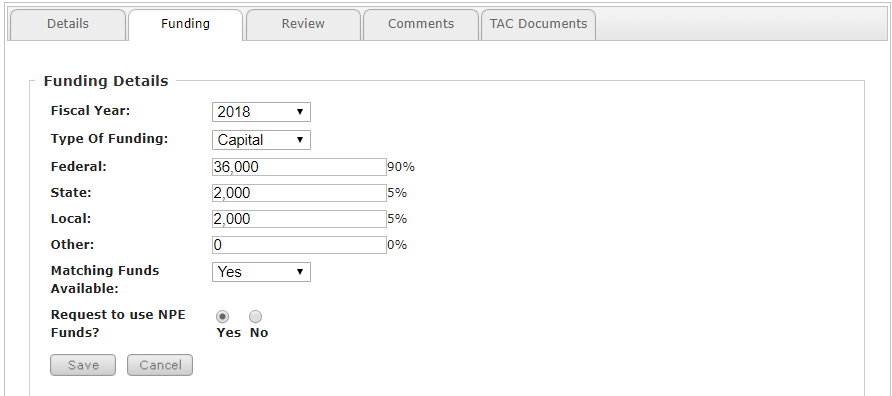 Details Funding Review Comments TAC Documents
Funding Details
Fiscal Year: 2018
Type Of Funding: Capital
Federal: 36,000 90%
State: 2,000 5%
Local: 2,000 5%
Other: 0 0%
Matching Funds Yes
Available:
Request to use NPE
Funds? Yes No
Save Cancel